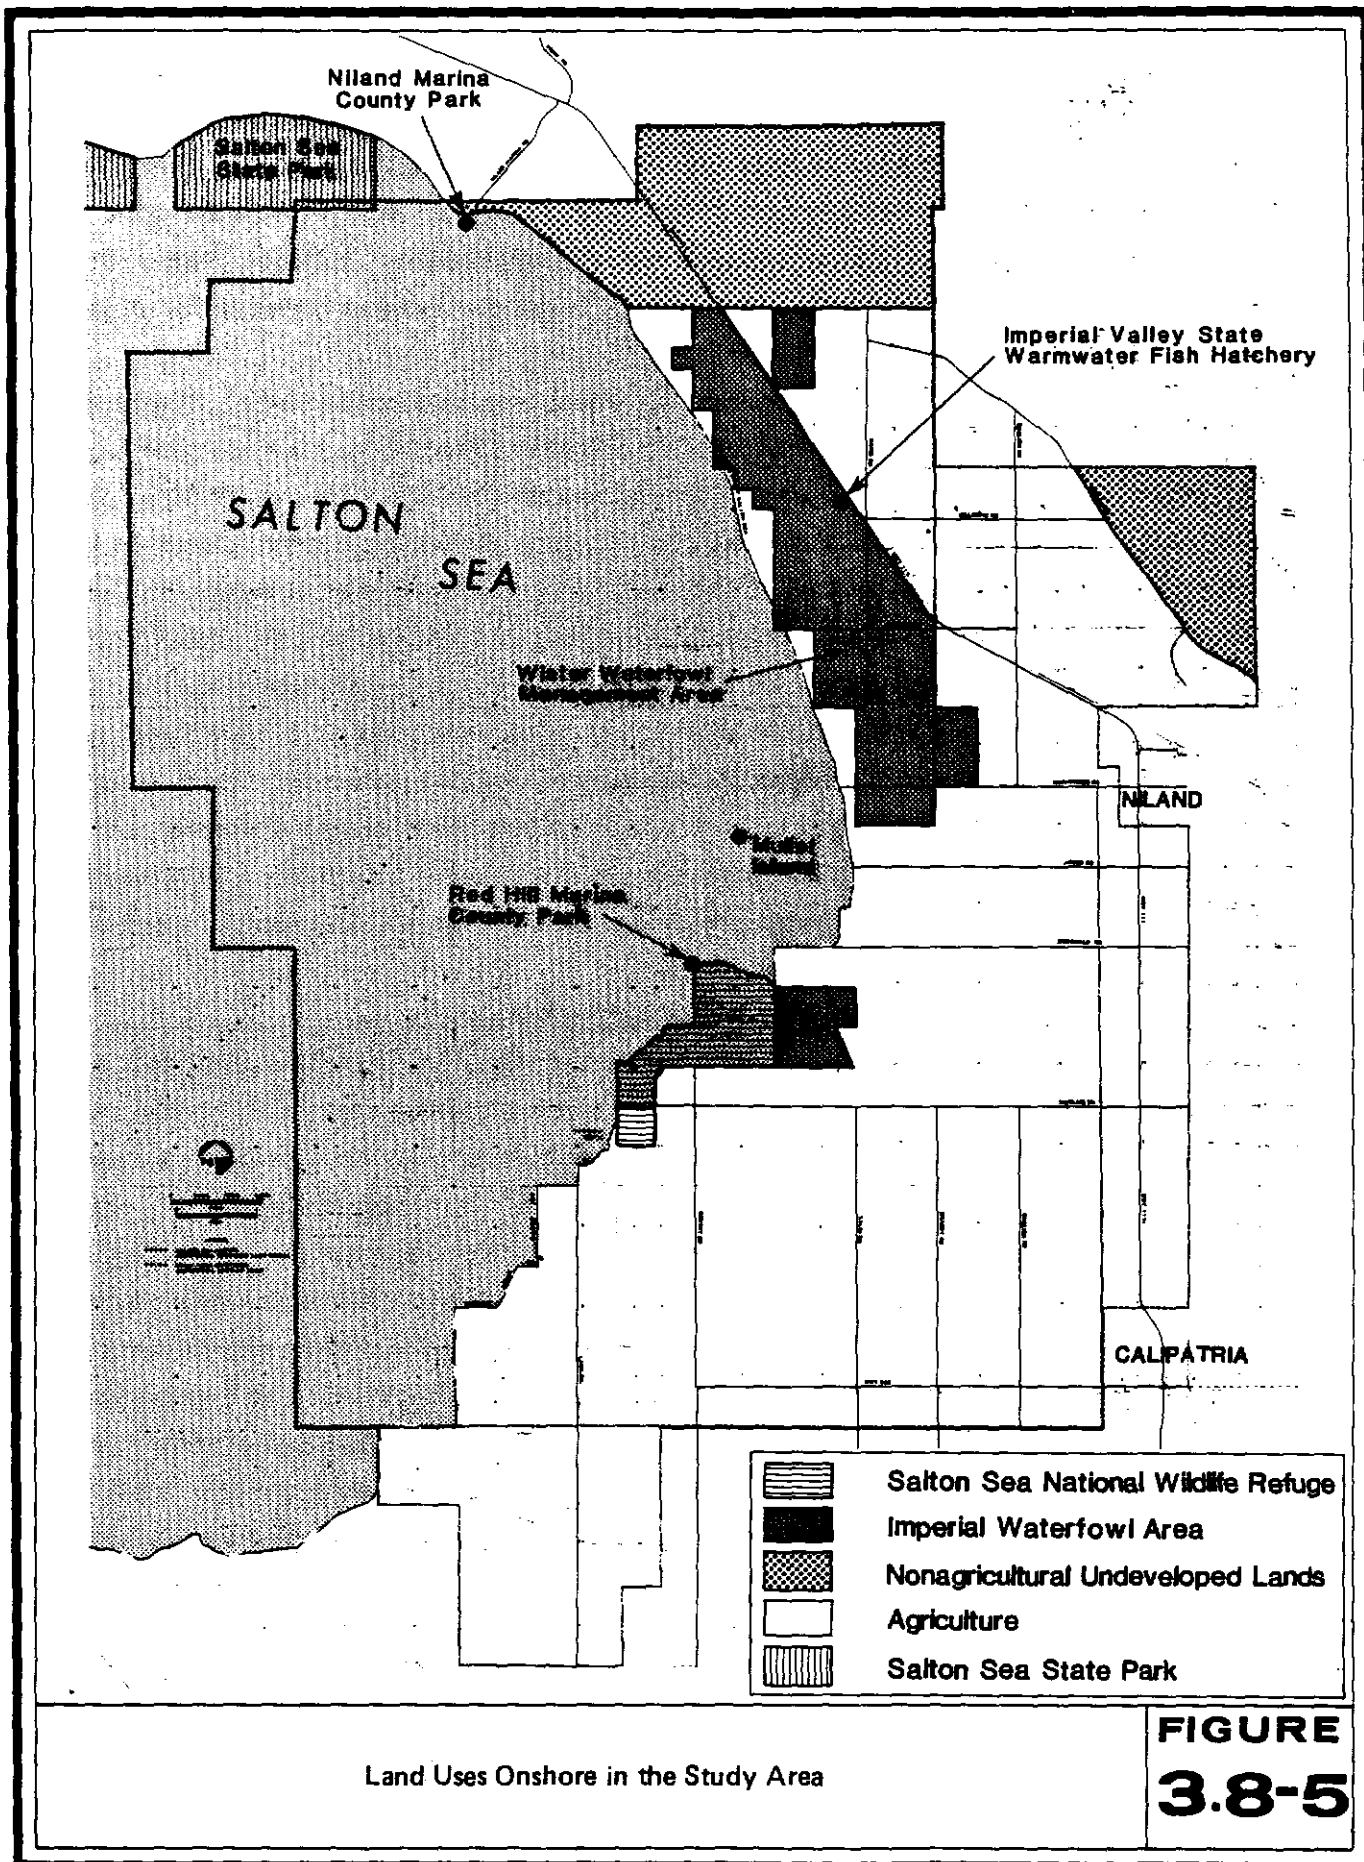 Niland Marina
County Park
Salton Sea
State Park
Imperial Valley State
Warmwater Fish Hatchery
SALTON
SEA
Wister Waterfowl
Management Area
NILAND
Mullet
Island
Red Hill Marina
County Park
CALIPATRIA
Salton Sea National Wildlife Refuge
Imperial Waterfowl Area
Nonagricultural Undeveloped Lands
Agriculture
Salton Sea State Park
Land Uses Onshore in the Study Area
FIGURE
3.8-5